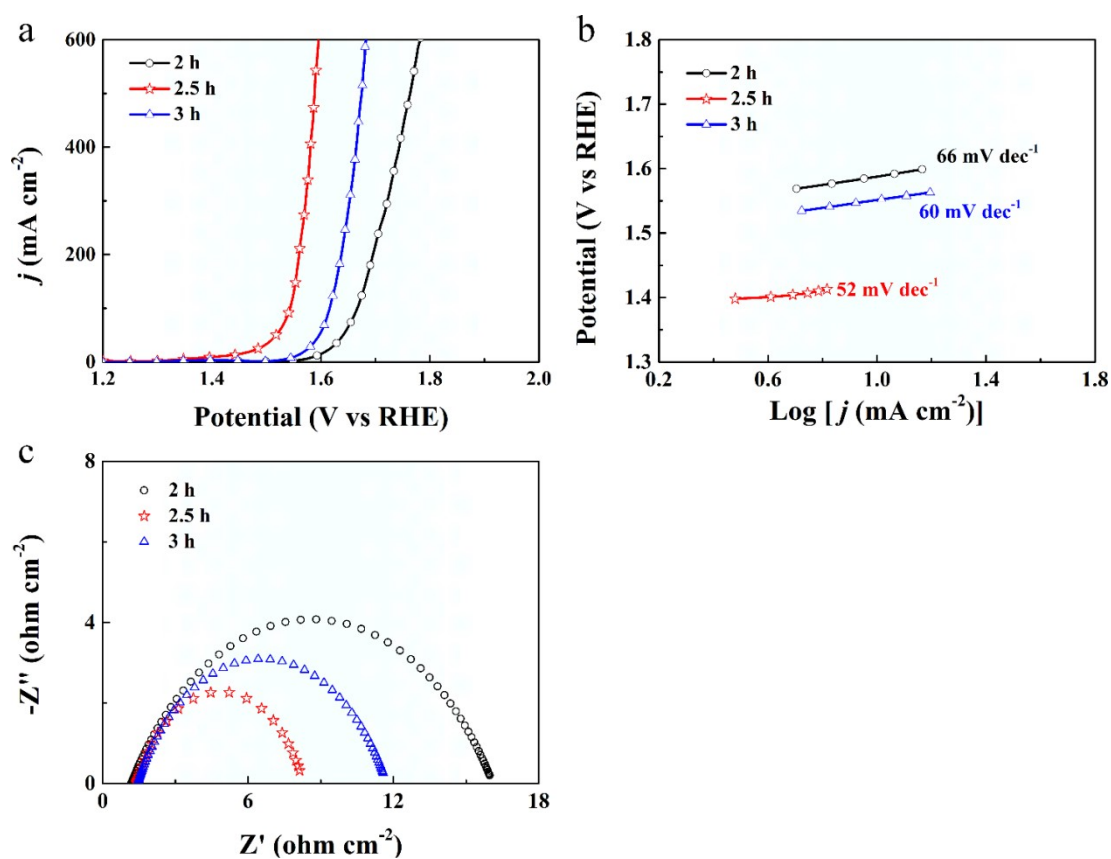 a
600
400
200
0
j (mA cm⁻²)
2 h
2.5 h
3 h
1.2
1.4
1.6
1.8
2.0
Potential (V vs RHE)
b
1.8
1.7
1.6
1.5
1.4
1.3
Potential (V vs RHE)
2 h
2.5 h
3 h
66 mV dec⁻¹
60 mV dec⁻¹
52 mV dec⁻¹
0.2
0.6
1.0
1.4
1.8
Log [ j (mA cm⁻²)]
c
8
4
0
-Z'' (ohm cm⁻²)
2 h
2.5 h
3 h
0
6
12
18
Z' (ohm cm⁻²)